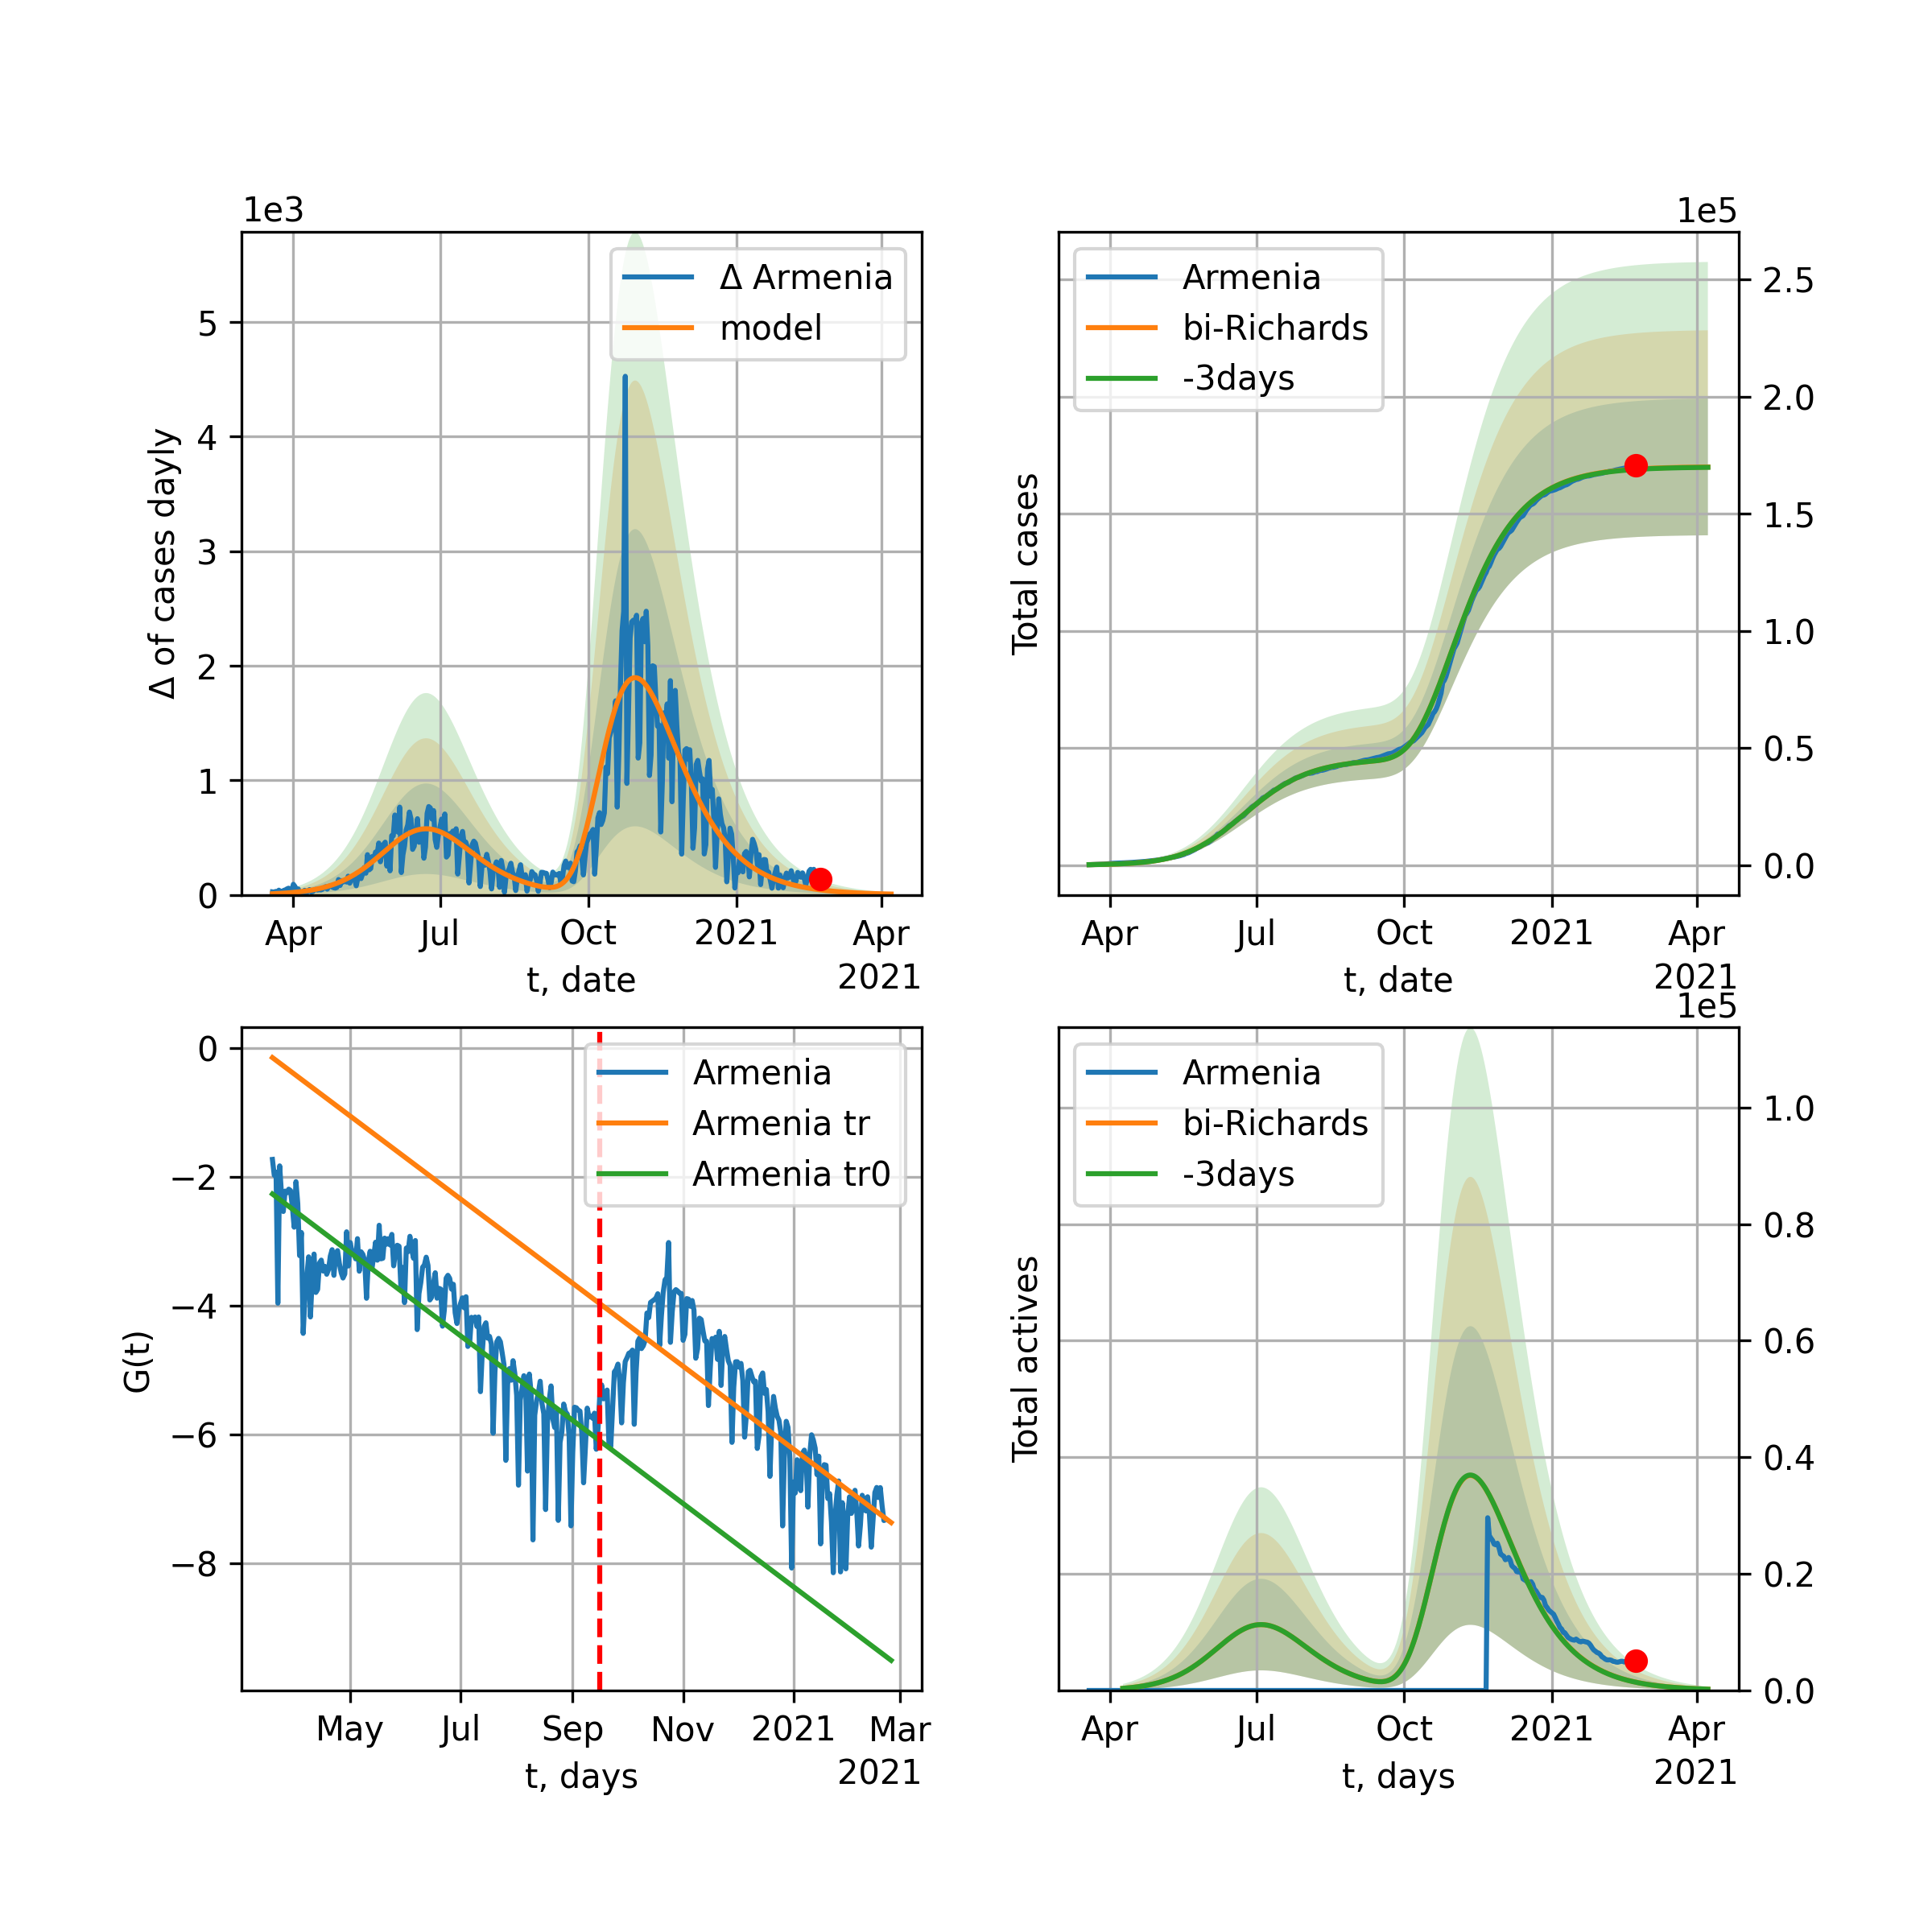 1e3
Δ Armenia
model
5
4
3
2
1
0
Δ of cases dayly
Apr
Jul
Oct
2021
Apr
2021
t, date
1e5
Armenia
bi-Richards
-3days
2.5
2.0
1.5
1.0
0.5
0.0
Total cases
Apr
Jul
Oct
2021
Apr
2021
t, date
Armenia
Armenia tr
Armenia tr0
0
−2
−4
−6
−8
G(t)
May
Jul
Sep
Nov
2021
Mar
2021
t, days
1e5
Armenia
bi-Richards
-3days
1.0
0.8
0.6
0.4
0.2
0.0
Total actives
Apr
Jul
Oct
2021
Apr
2021
t, days